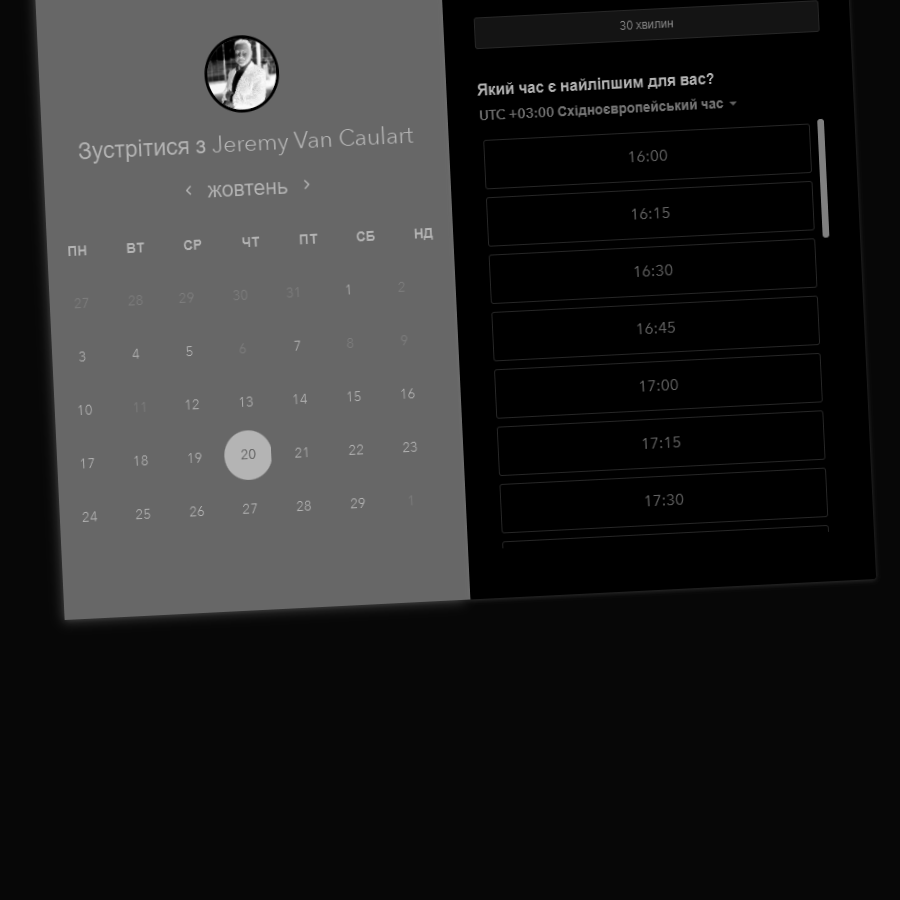 Зустрітися з Jeremy Van Caulart
‹ жовтень ›
ПН ВТ СР ЧТ ПТ СБ НД
27 28 29 30 31 1 2
3 4 5 6 7 8 9
10 11 12 13 14 15 16
17 18 19 20 21 22 23
24 25 26 27 28 29 1
30 хвилин
Який час є найліпшим для вас?
UTC +03:00 Східноєвропейський час
16:00
16:15
16:30
16:45
17:00
17:15
17:30